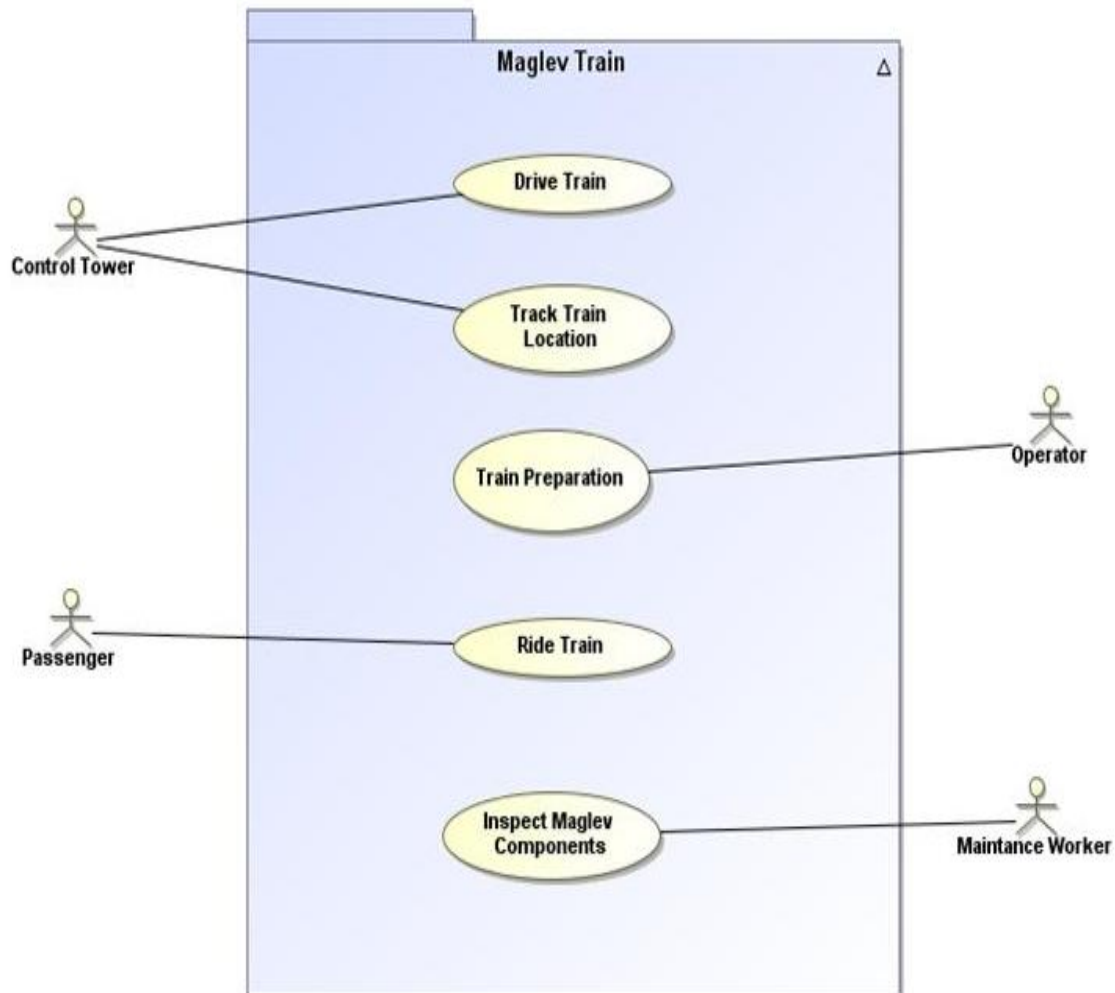 Maglev Train
Drive Train
Control Tower
Track Train
Location
Operator
Train Preparation
Passenger
Ride Train
Inspect Maglev
Components
Maintance Worker